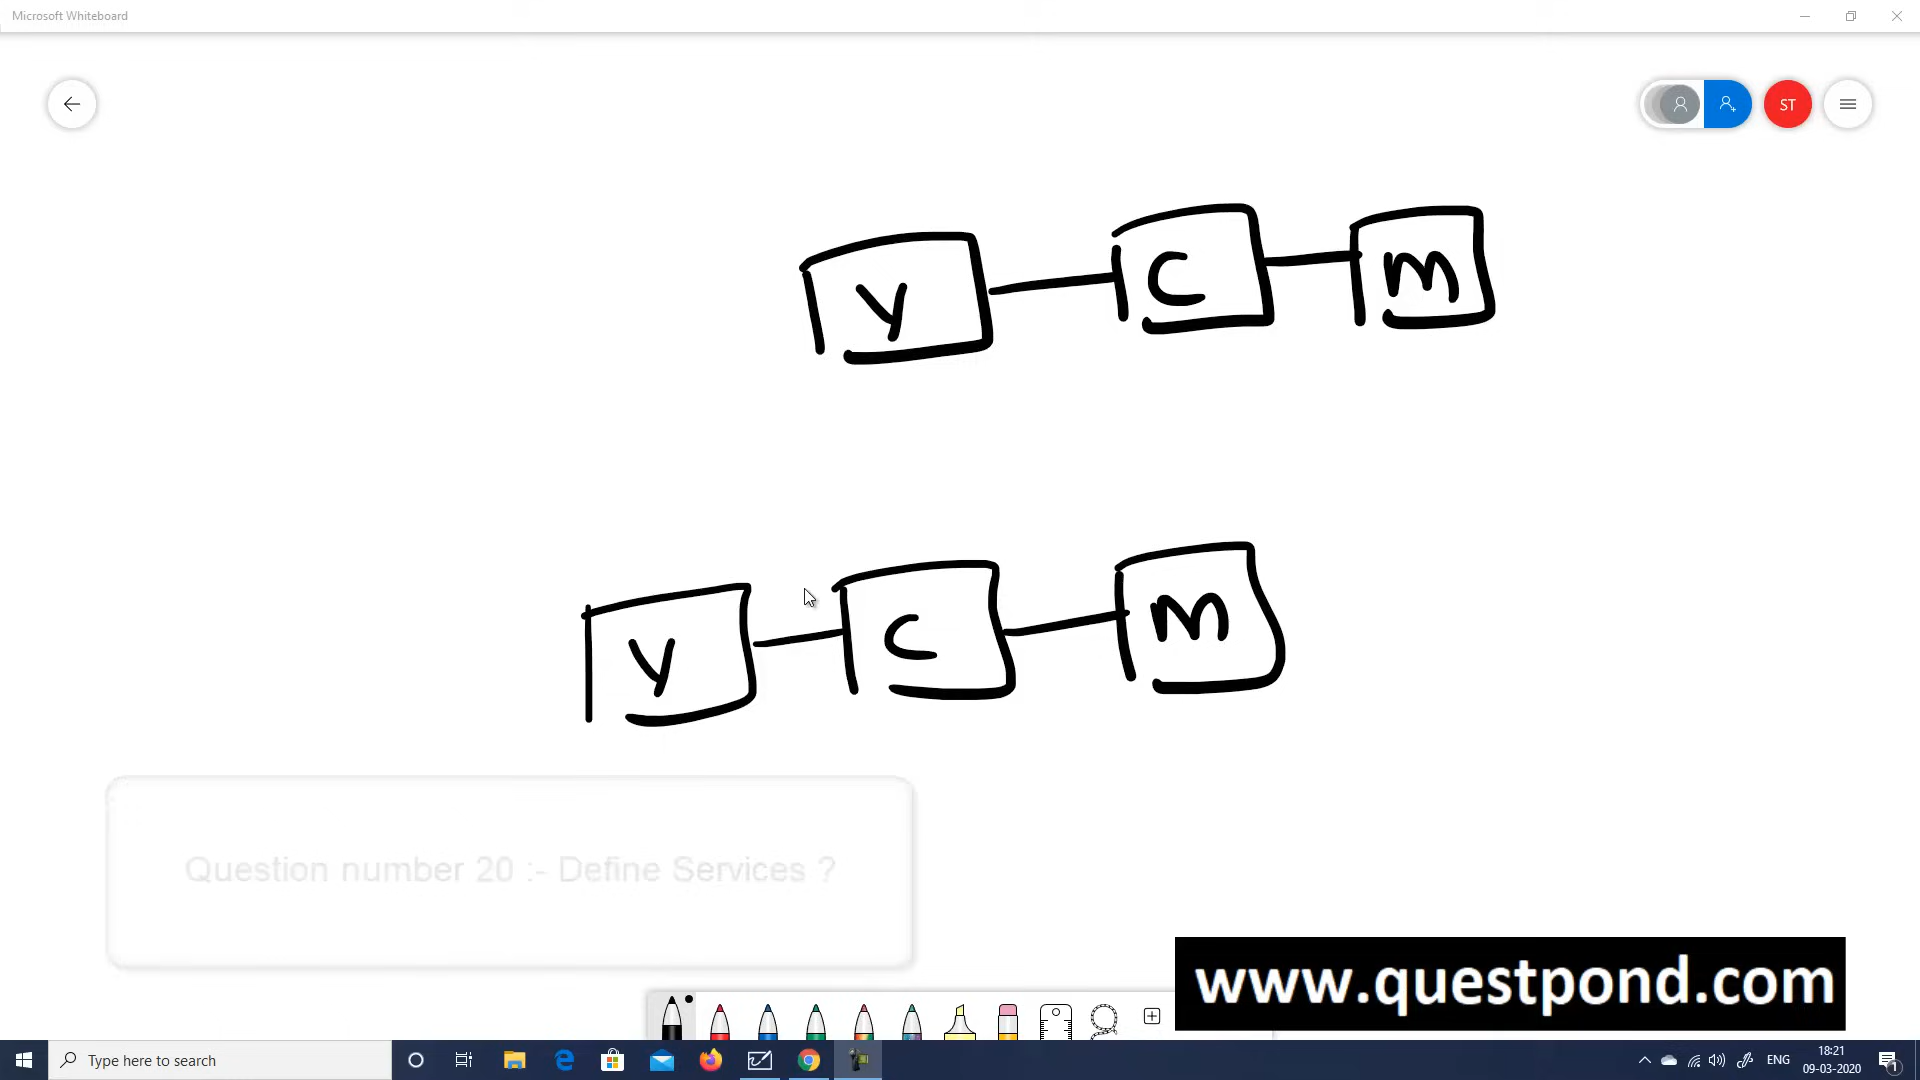 Microsoft Whiteboard
ST
V C M
V C M
Question number 20 :- Define Services ?
www.questpond.com
Type here to search
ENG
18:21
09-03-2020
1